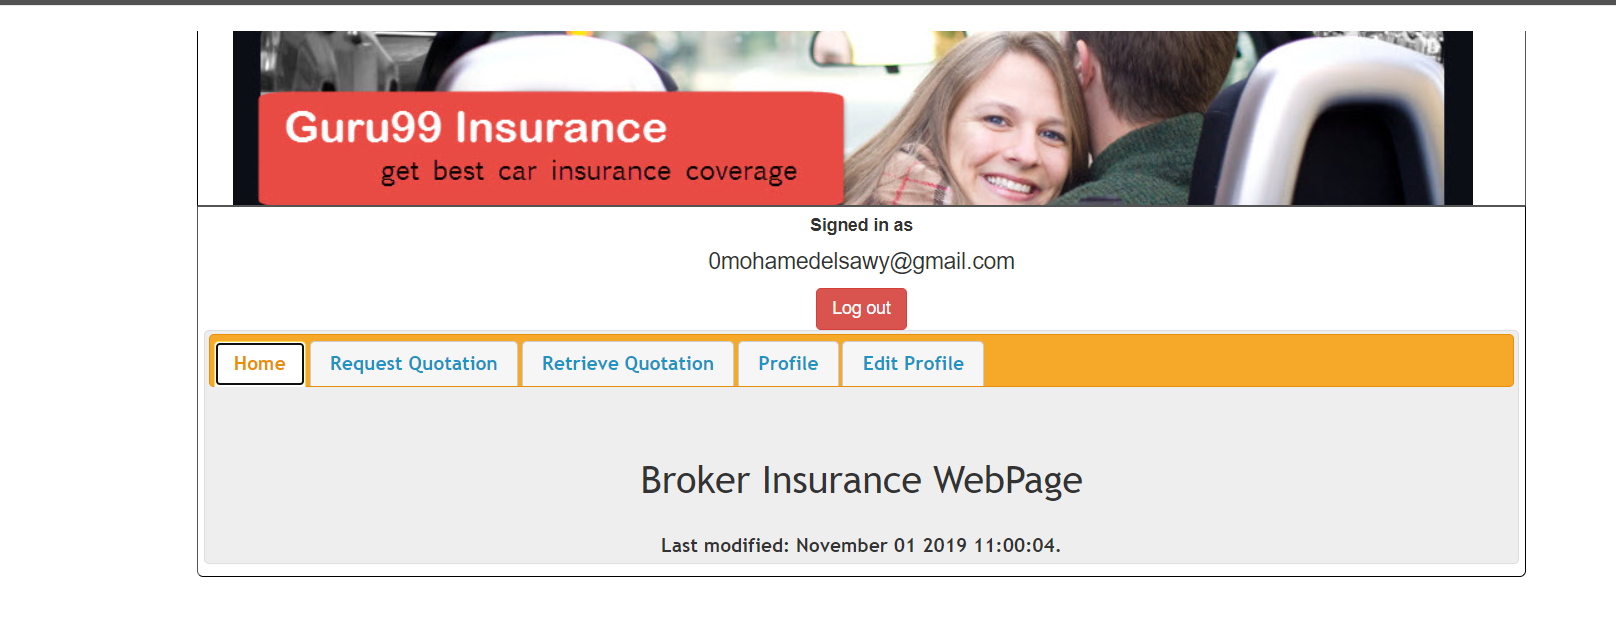 Guru99 Insurance
get best car insurance coverage
Signed in as
0mohamedelsawy@gmail.com
Log out
Home Request Quotation Retrieve Quotation Profile Edit Profile
Broker Insurance WebPage
Last modified: November 01 2019 11:00:04.